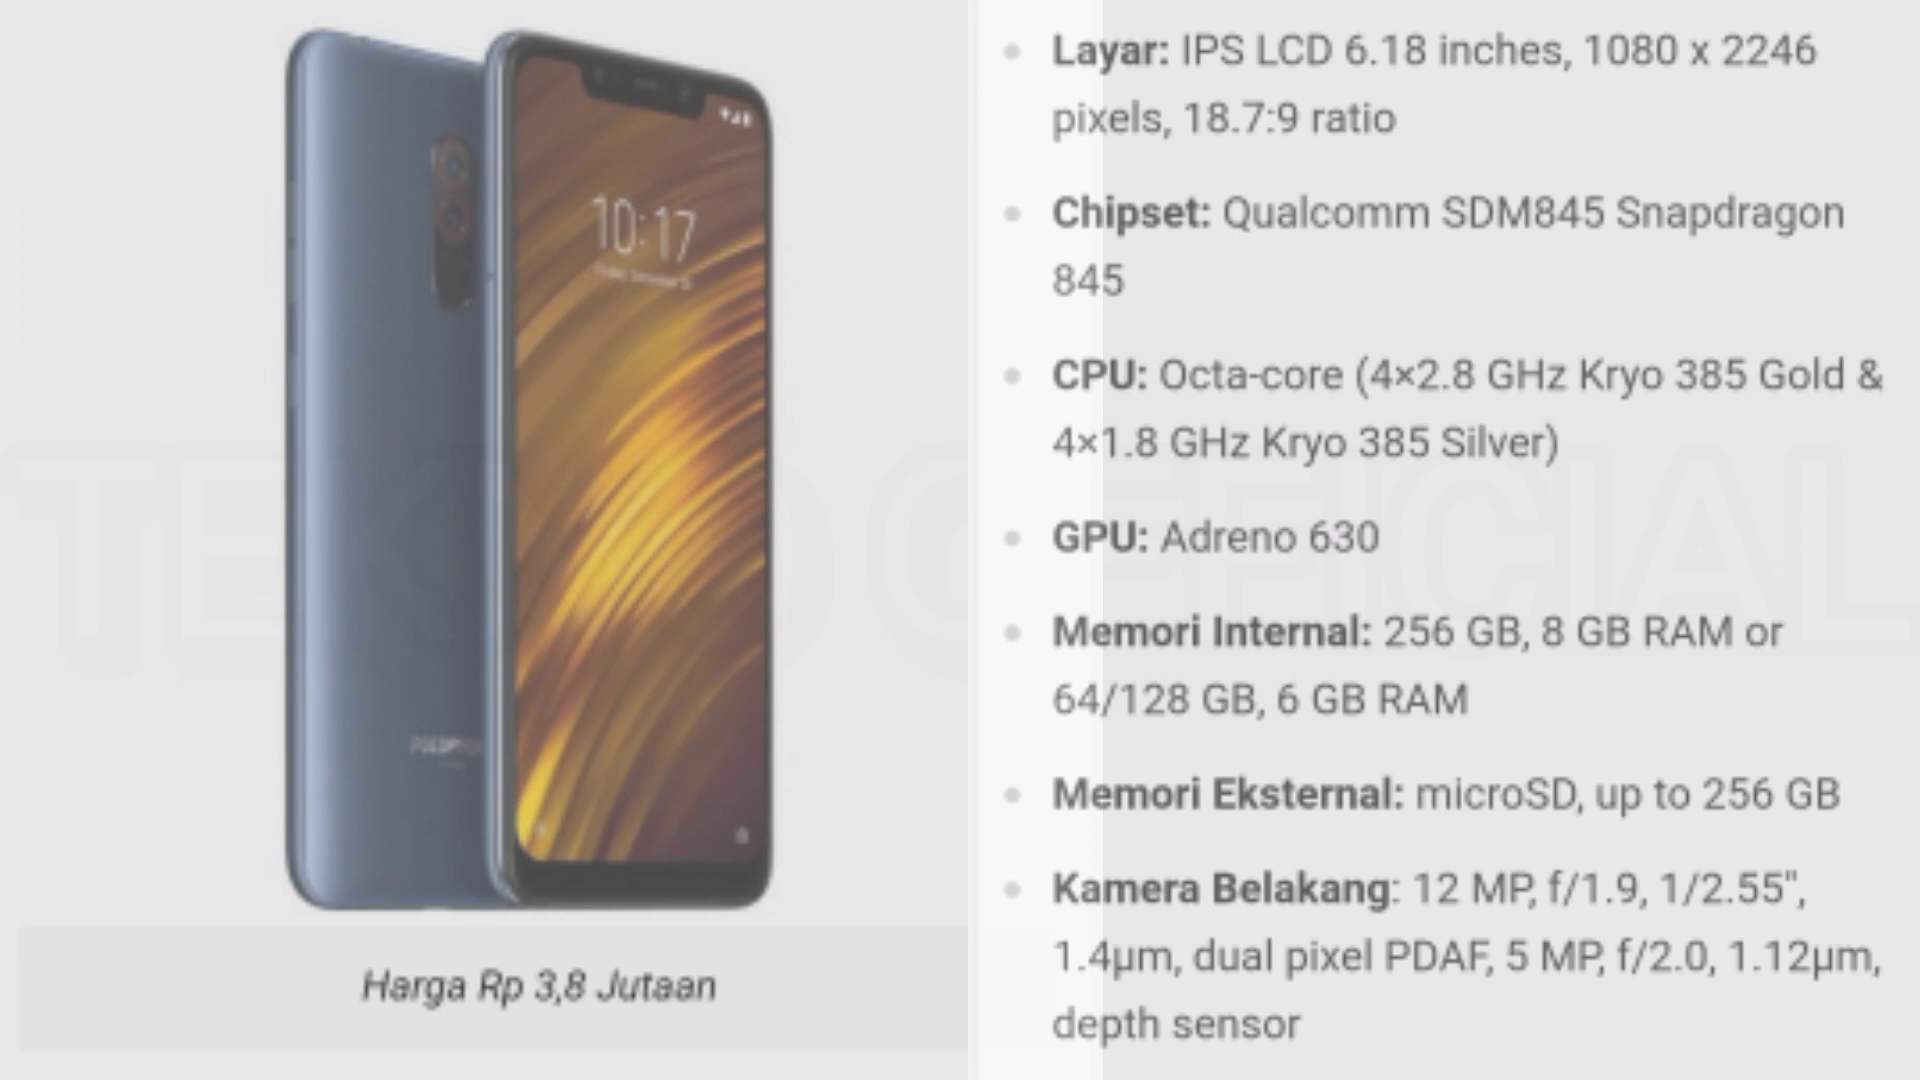 10:17
Harga Rp 3,8 Jutaan
Layar: IPS LCD 6.18 inches, 1080 x 2246
pixels, 18.7:9 ratio
Chipset: Qualcomm SDM845 Snapdragon
845
CPU: Octa-core (4×2.8 GHz Kryo 385 Gold &
4×1.8 GHz Kryo 385 Silver)
GPU: Adreno 630
Memori Internal: 256 GB, 8 GB RAM or
64/128 GB, 6 GB RAM
Memori Eksternal: microSD, up to 256 GB
Kamera Belakang: 12 MP, f/1.9, 1/2.55",
1.4µm, dual pixel PDAF, 5 MP, f/2.0, 1.12µm,
depth sensor